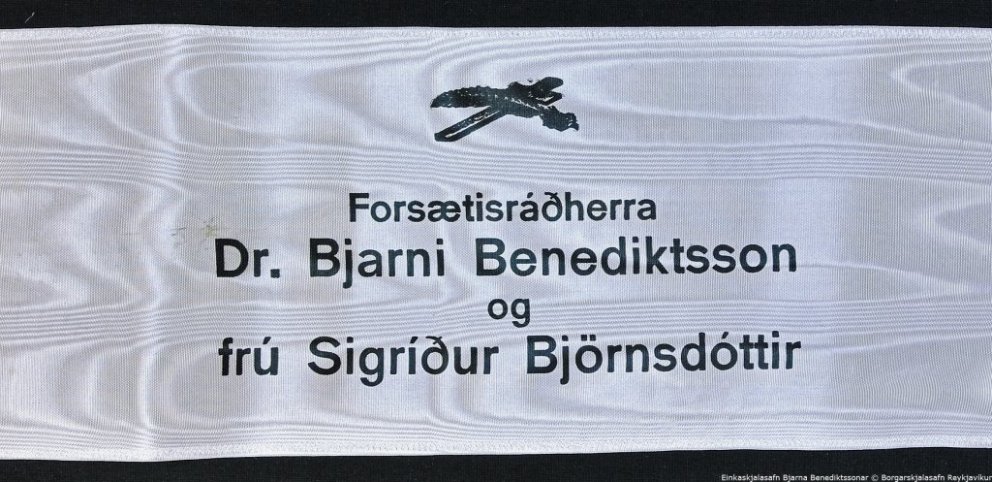 Forsætisráðherra
Dr. Bjarni Benediktsson
og
frú Sigríður Björnsdóttir
Einkaskjalasafn Bjarna Benediktssonar © Borgarskjalasafn Reykjavíkur